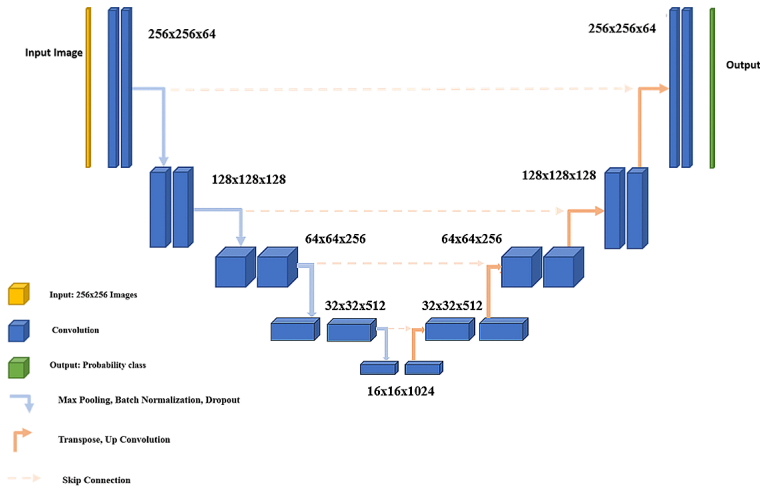 256x256x64
256x256x64
Input Image
Output
128x128x128
128x128x128
64x64x256
64x64x256
Input: 256x256 Images
32x32x512
32x32x512
Convolution
Output: Probability class
16x16x1024
Max Pooling, Batch Normalization, Dropout
Transpose, Up Convolution
Skip Connection